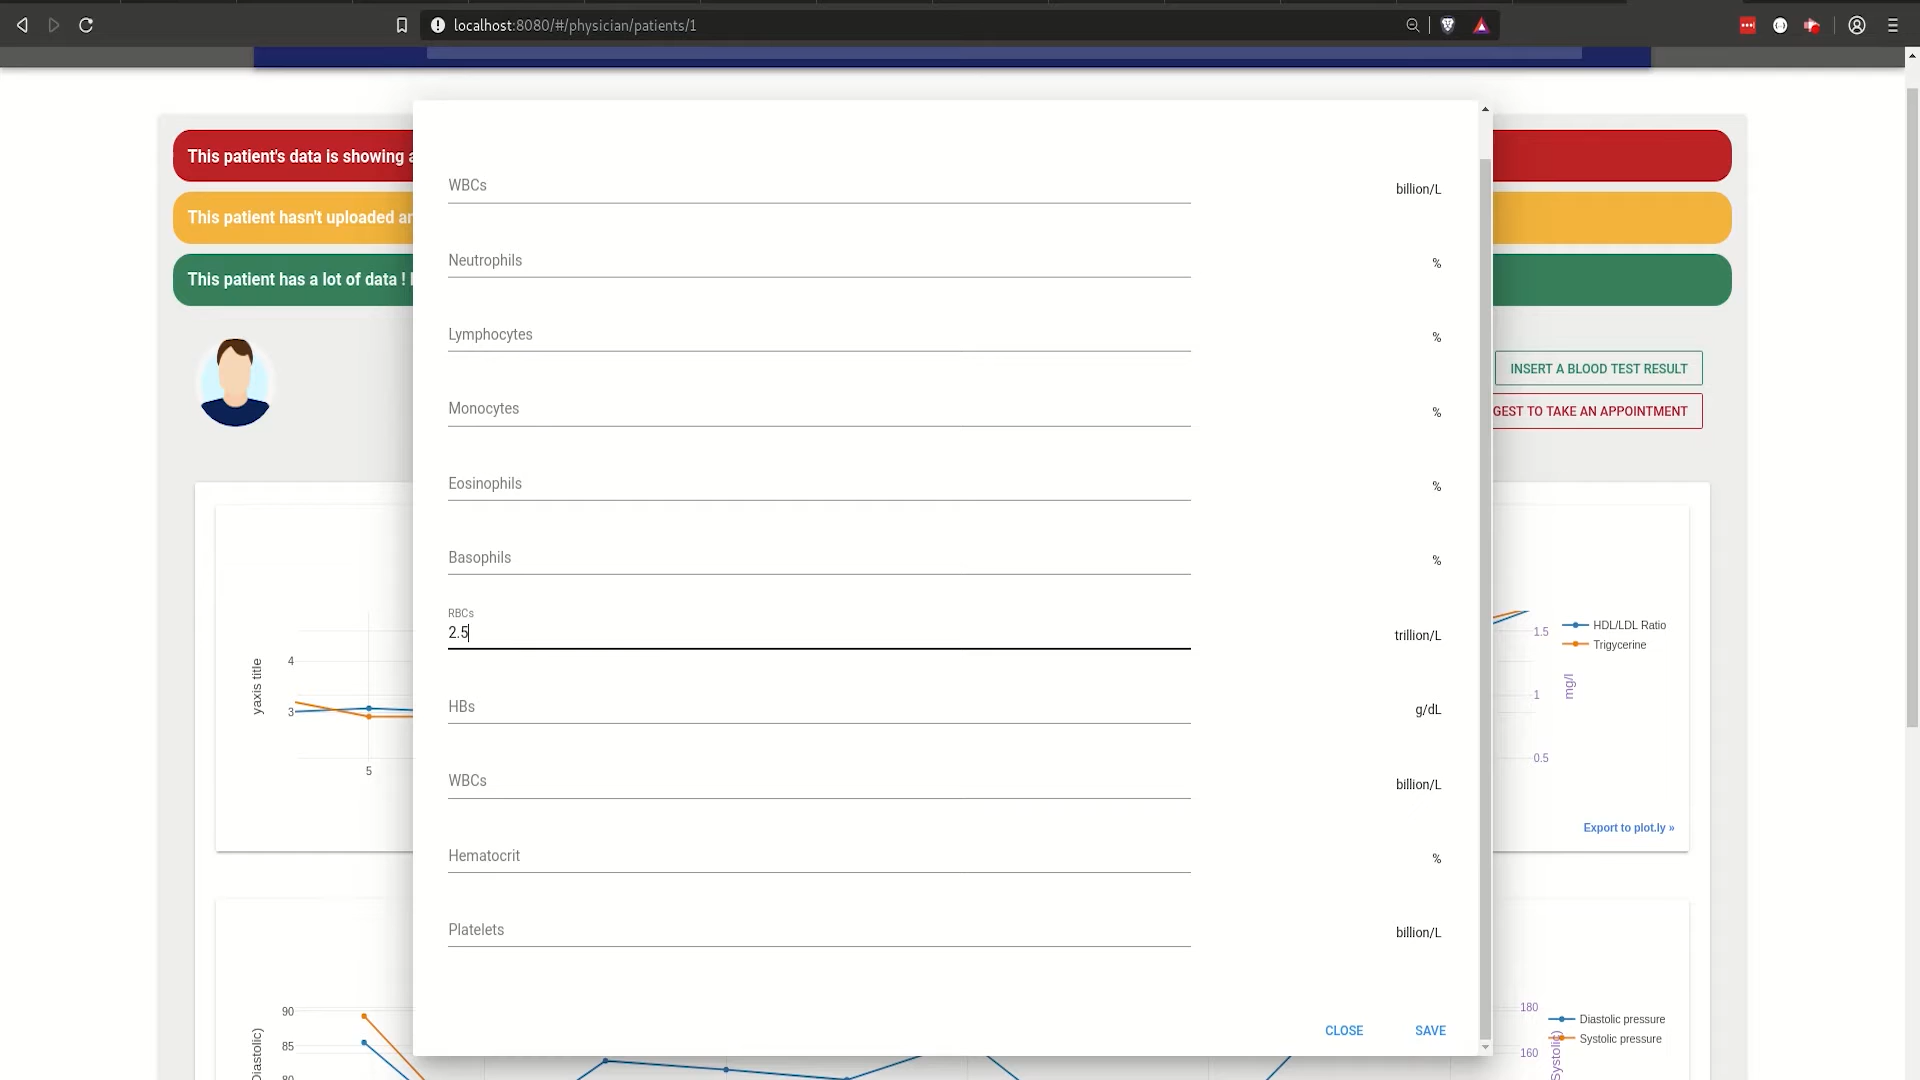 localhost:8080/#/physician/patients/1
This patient's data is showing a
This patient hasn't uploaded an
This patient has a lot of data !
WBCs
billion/L
Neutrophils
%
Lymphocytes
%
Monocytes
%
Eosinophils
%
Basophils
%
RBCs
2.5
trillion/L
HBs
g/dL
WBCs
billion/L
Hematocrit
%
Platelets
billion/L
CLOSE
SAVE
INSERT A BLOOD TEST RESULT
GEST TO TAKE AN APPOINTMENT
yaxis title
4
3
5
HDL/LDL Ratio
Trigycerine
1.5
1
0.5
mg/l
Export to plot.ly »
90
85
80
Diastolic)
180
160
Systolic)
Diastolic pressure
Systolic pressure